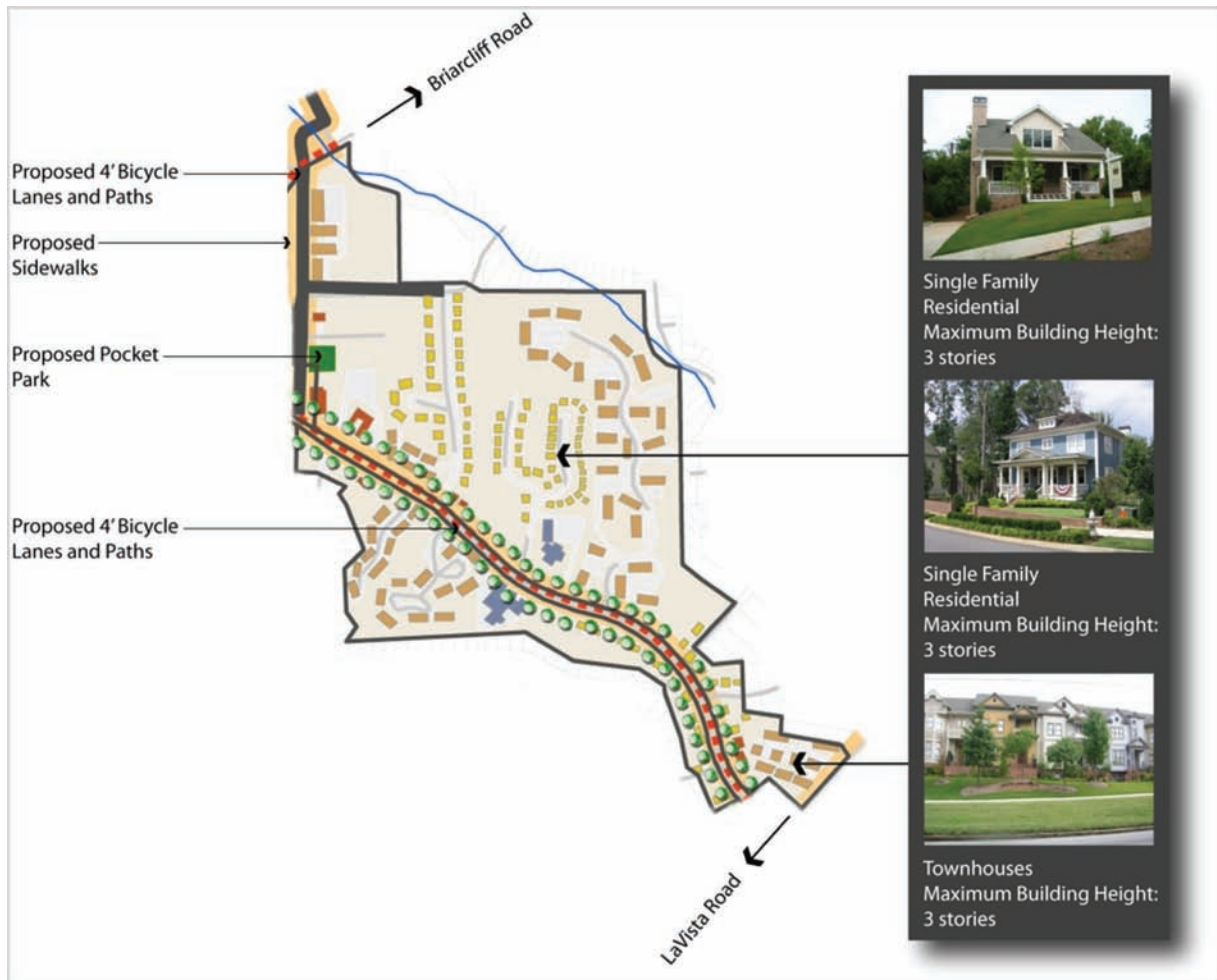 Briarcliff Road
Proposed 4' Bicycle
Lanes and Paths
Proposed
Sidewalks
Proposed Pocket
Park
Proposed 4' Bicycle
Lanes and Paths
LaVista Road
Single Family
Residential
Maximum Building Height:
3 stories
Single Family
Residential
Maximum Building Height:
3 stories
Townhouses
Maximum Building Height:
3 stories